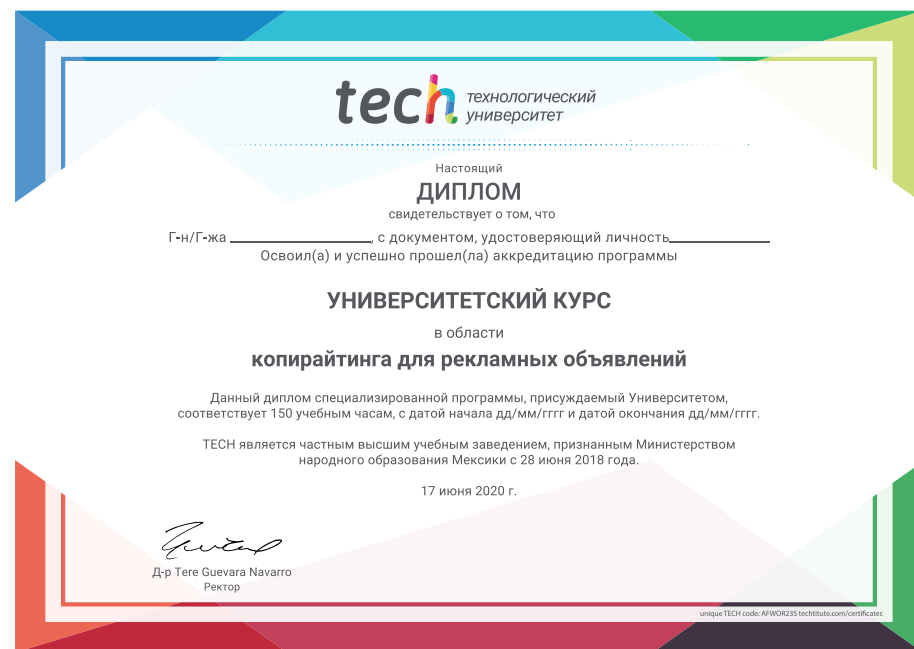 tech технологический университет
Настоящий
ДИПЛОМ
свидетельствует о том, что
Г-н/Г-жа ____________, с документом, удостоверяющий личность____________
Освоил(а) и успешно прошел(ла) аккредитацию программы
УНИВЕРСИТЕТСКИЙ КУРС
в области
копирайтинга для рекламных объявлений
Данный диплом специализированной программы, присуждаемый Университетом,
соответствует 150 учебным часам, с датой начала дд/мм/гггг и датой окончания дд/мм/гггг.
TECH является частным высшим учебным заведением, признанным Министерством
народного образования Мексики с 28 июня 2018 года.
17 июня 2020 г.
Д-р Tere Guevara Navarro
Ректор
unique TECH code: AFWOR23S techtitute.com/certificates